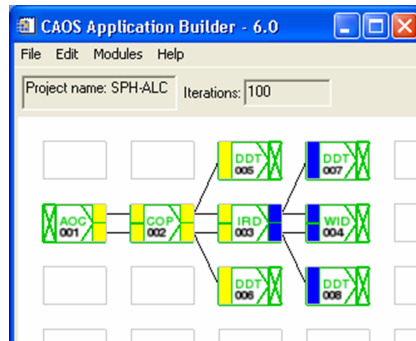 CAOS Application Builder - 6.0
File Edit Modules Help
Project name: SPH-ALC Iterations: 100
DDT DDT
005 007
AOC COP IRD WID
001 002 003 004
DDT DDT
006 008